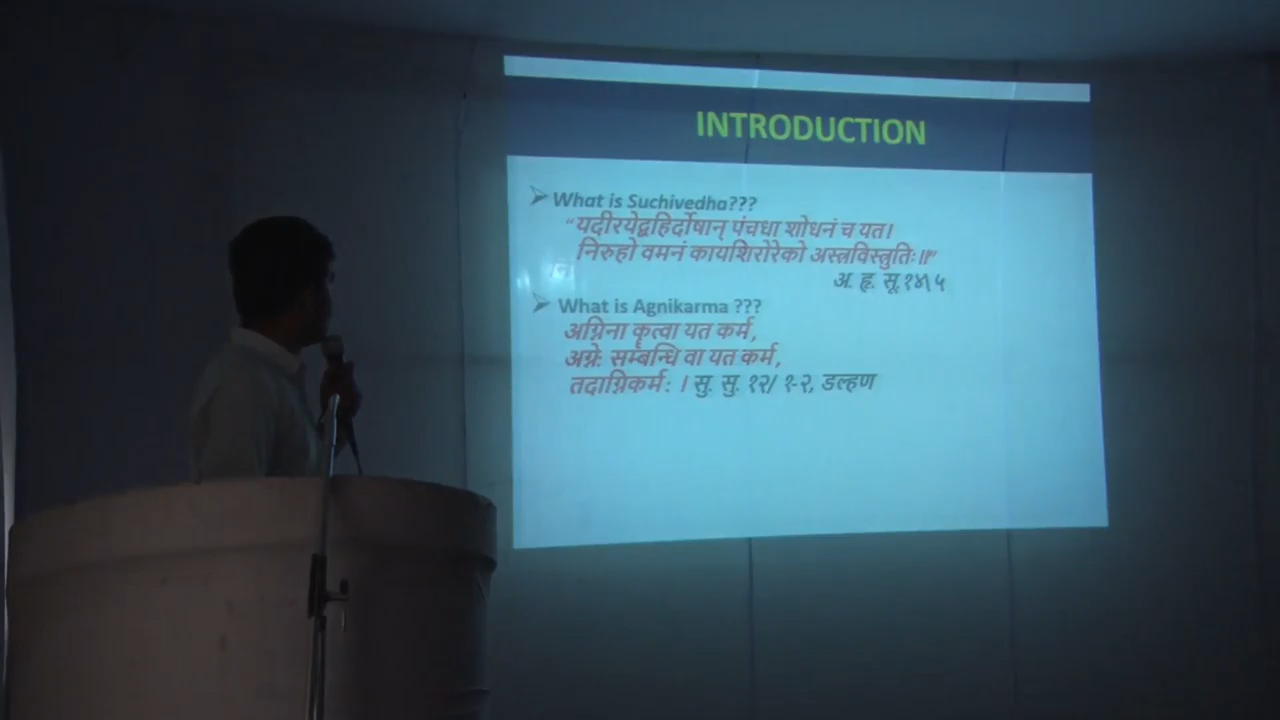 INTRODUCTION
What is Suchivedha???
“यदीरयेद्वहिर्दोषान् पंचधा शोधनं च यत।
निरुहो वमनं कायशिरोरेको अस्त्रविस्त्रुतिः॥”
अ. हृ. सू.१४\५
What is Agnikarma ???
अग्निना कृत्वा यत कर्म,
अग्नेः सम्बन्धि वा यत कर्म,
तदाग्निकर्म: । सु. सु. १२/ १-२, डल्हण